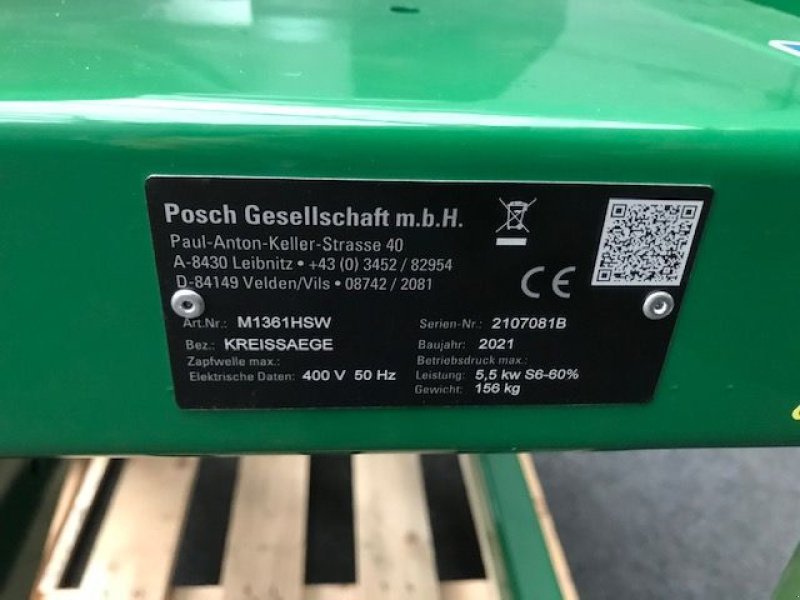 Posch Gesellschaft m.b.H.
Paul-Anton-Keller-Strasse 40
A-8430 Leibnitz • +43 (0) 3452 / 82954
D-84149 Velden/Vils • 08742 / 2081
CE
Art.Nr.: M1361HSW Serien-Nr.: 2107081B
Bez.: KREISSAEGE Baujahr: 2021
Zapfwelle max.: Betriebsdruck max.:
Elektrische Daten: 400 V 50 Hz Leistung: 5,5 kw S6-60%
Gewicht: 156 kg